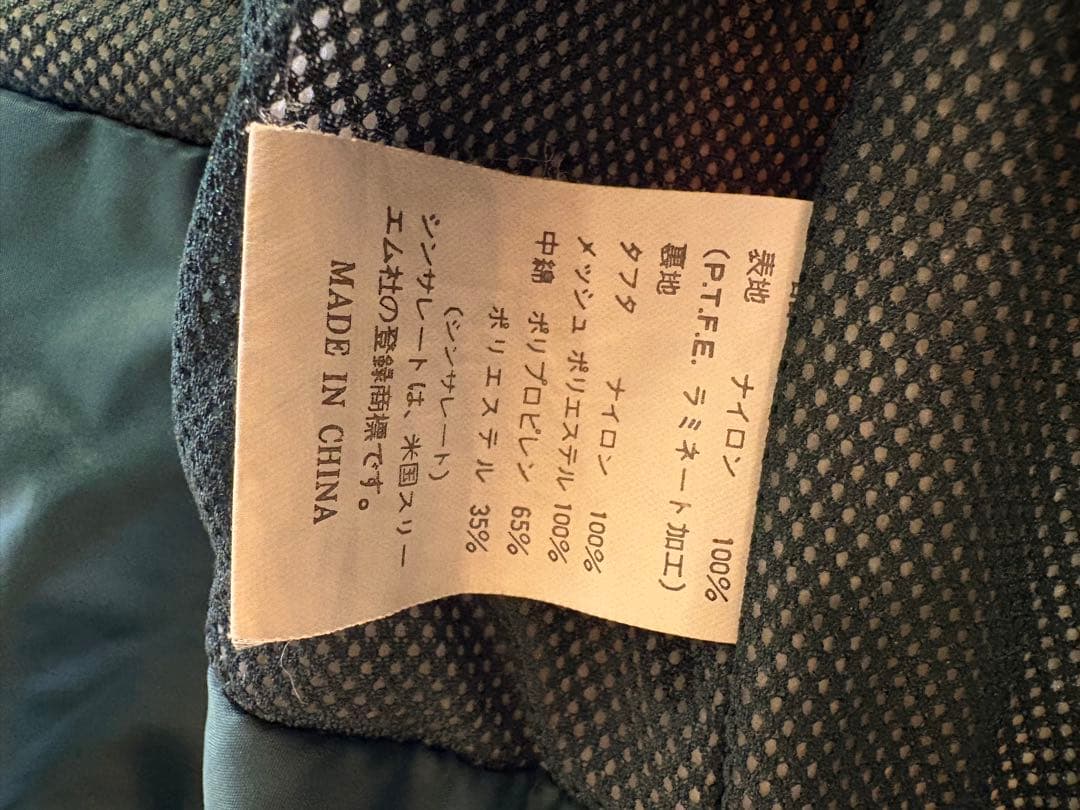 表地 ナイロン 100%
(P.T.F.E. ラミネート加工)
裏地
タフタ ナイロン 100%
メッシュ ポリエステル 100%
中綿 ポリプロピレン 65%
ポリエステル 35%
(シンサレート)
シンサレートは、米国スリー
エム社の登録商標です。
MADE IN CHINA